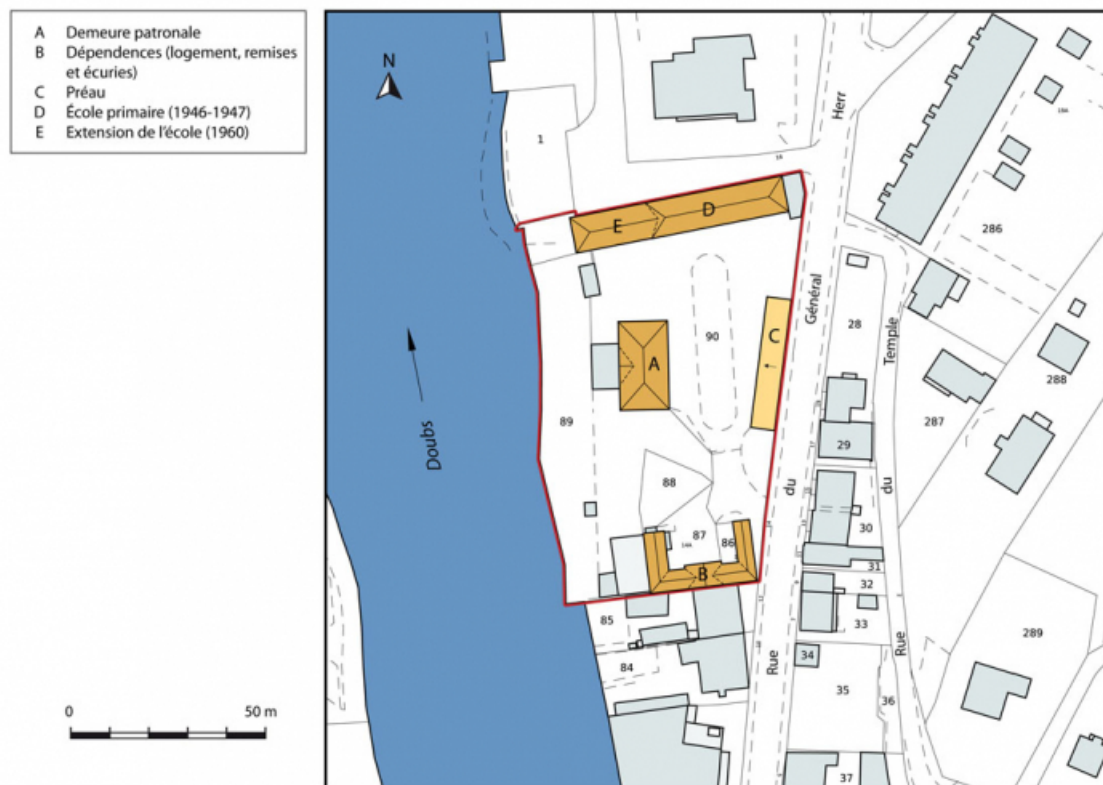 A Demeure patronale
B Dépendences (logement, remises
et écuries)
C Préau
D École primaire (1946-1947)
E Extension de l'école (1960)
N
0 50 m
Doubs
Rue du Général Herr
Rue du Temple
1
E
D
286
28
C
90
A
89
288
287
29
88
30
87
86
31
B
32
85
33
289
34
84
35
36
37